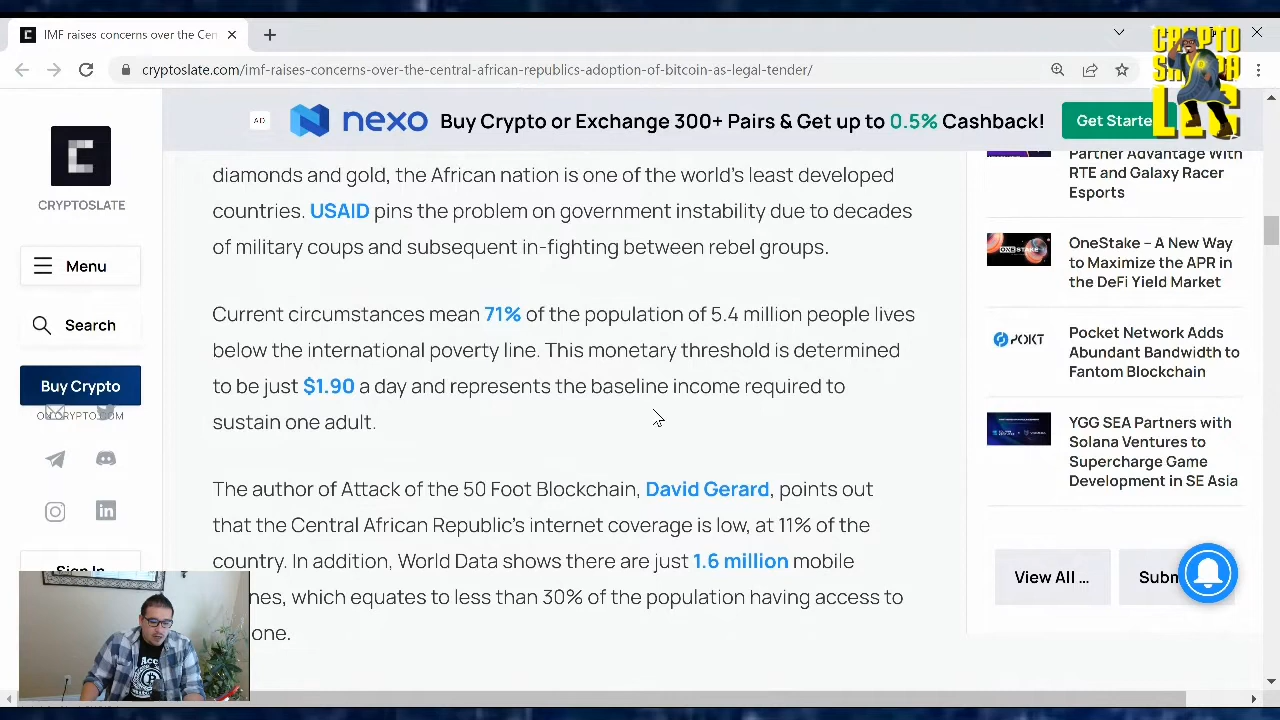 IMF raises concerns over the Cen
cryptoslate.com/imf-raises-concerns-over-the-central-african-republics-adoption-of-bitcoin-as-legal-tender/
CRYPTO
LEG
AD
nexo
Buy Crypto or Exchange 300+ Pairs & Get up to 0.5% Cashback!
Get Starte
CRYPTOSLATE
Menu
Search
Buy Crypto
ON CRYPTO.COM
Sign In
diamonds and gold, the African nation is one of the world's least developed
countries. USAID pins the problem on government instability due to decades
of military coups and subsequent in-fighting between rebel groups.
Current circumstances mean 71% of the population of 5.4 million people lives
below the international poverty line. This monetary threshold is determined
to be just $1.90 a day and represents the baseline income required to
sustain one adult.
The author of Attack of the 50 Foot Blockchain, David Gerard, points out
that the Central African Republic's internet coverage is low, at 11% of the
country. In addition, World Data shows there are just 1.6 million mobile
nes, which equates to less than 30% of the population having access to
one.
Partner Advantage With
RTE and Galaxy Racer
Esports
OneStake – A New Way
to Maximize the APR in
the DeFi Yield Market
POKT
Pocket Network Adds
Abundant Bandwidth to
Fantom Blockchain
YGG SEA Partners with
Solana Ventures to
Supercharge Game
Development in SE Asia
View All ...
Subm